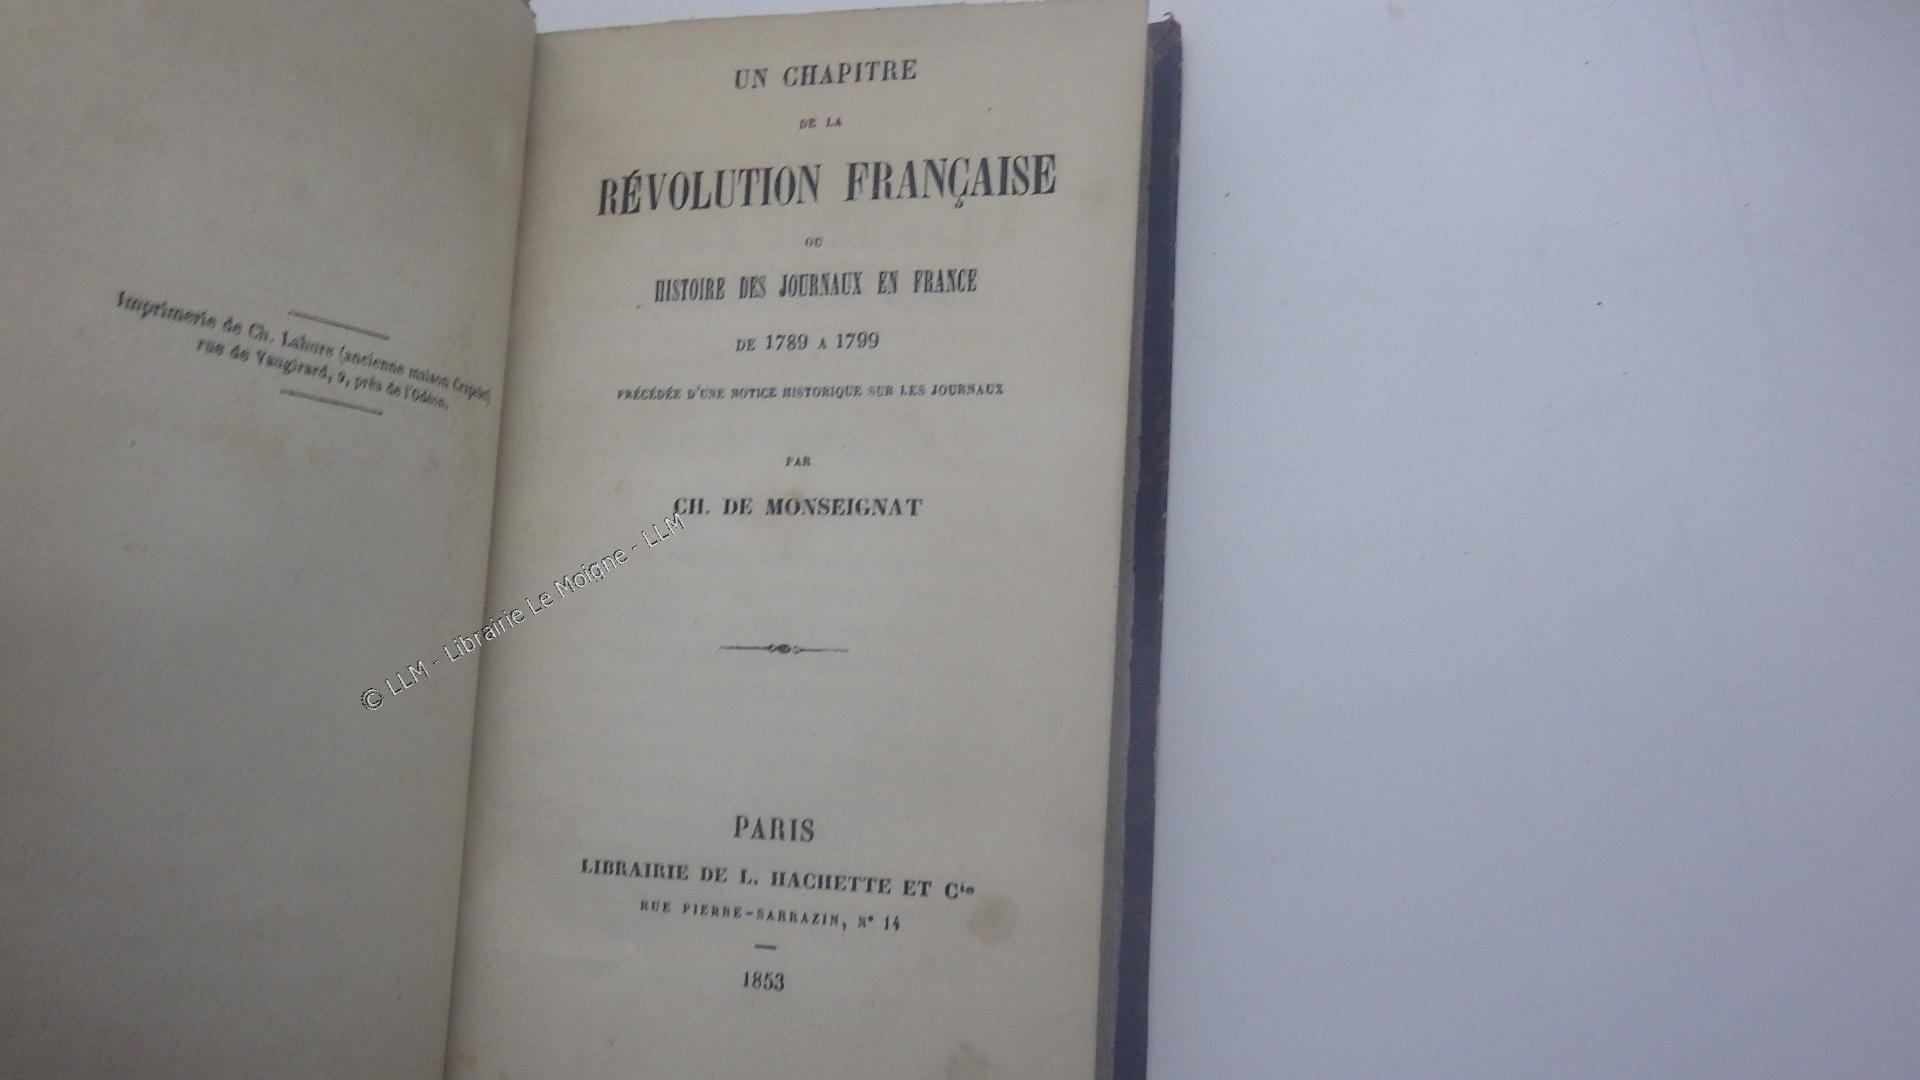 Imprimerie de Ch. Lahure (ancienne maison Crapelet)
rue de Vaugirard, 9, près de l'Odéon.
UN CHAPITRE
DE LA
RÉVOLUTION FRANÇAISE
OU
HISTOIRE DES JOURNAUX EN FRANCE
DE 1789 A 1799
PRÉCÉDÉE D'UNE NOTICE HISTORIQUE SUR LES JOURNAUX
PAR
CH. DE MONSEIGNAT
© LLM - Librairie Le Moigne - LLM
PARIS
LIBRAIRIE DE L. HACHETTE ET Cie
RUE PIERRE-SARRAZIN, N° 14
1853